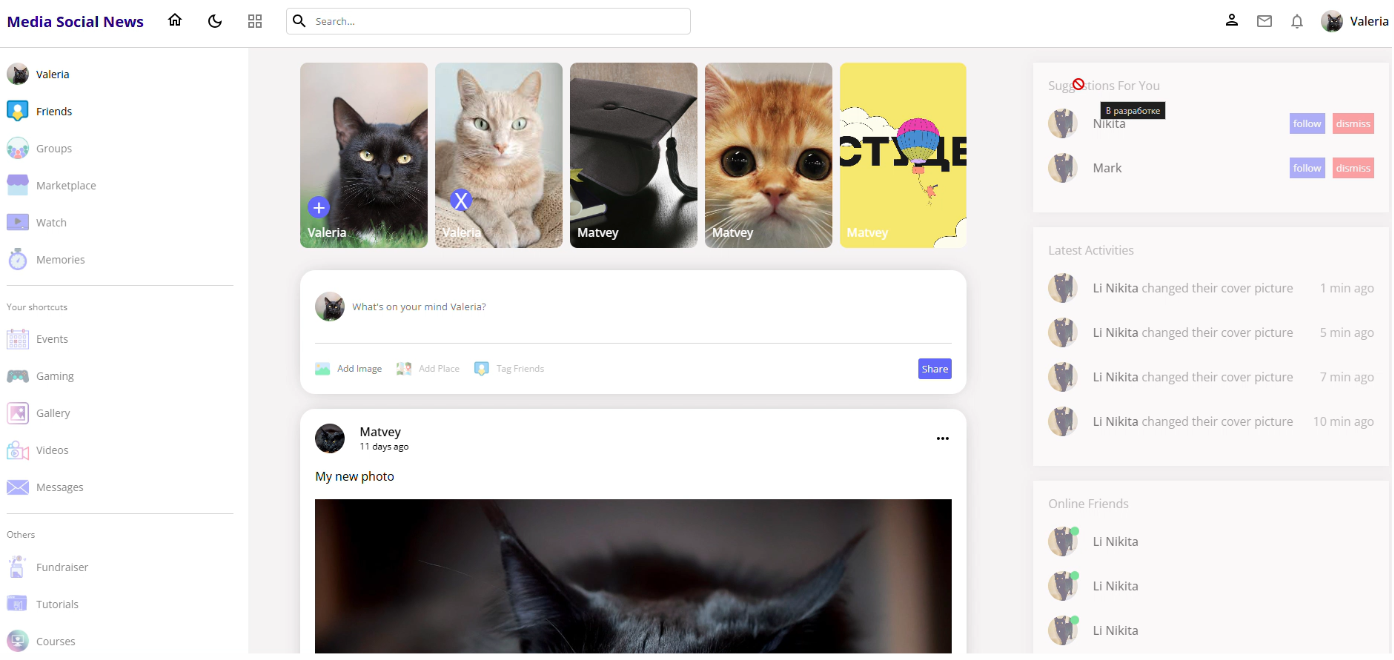 Media Social News
Search...
Valeria
Valeria
Friends
Groups
Marketplace
Watch
Memories
Your shortcuts
Events
Gaming
Gallery
Videos
Messages
Others
Fundraiser
Tutorials
Courses
+
Valeria
X
Valeria
Matvey
Matvey
СТУДЕ
Matvey
What's on your mind Valeria?
Add Image
Add Place
Tag Friends
Share
Matvey
11 days ago
My new photo
Suggestions For You
В разработке
Nikita
follow
dismiss
Mark
follow
dismiss
Latest Activities
Li Nikita changed their cover picture 1 min ago
Li Nikita changed their cover picture 5 min ago
Li Nikita changed their cover picture 7 min ago
Li Nikita changed their cover picture 10 min ago
Online Friends
Li Nikita
Li Nikita
Li Nikita